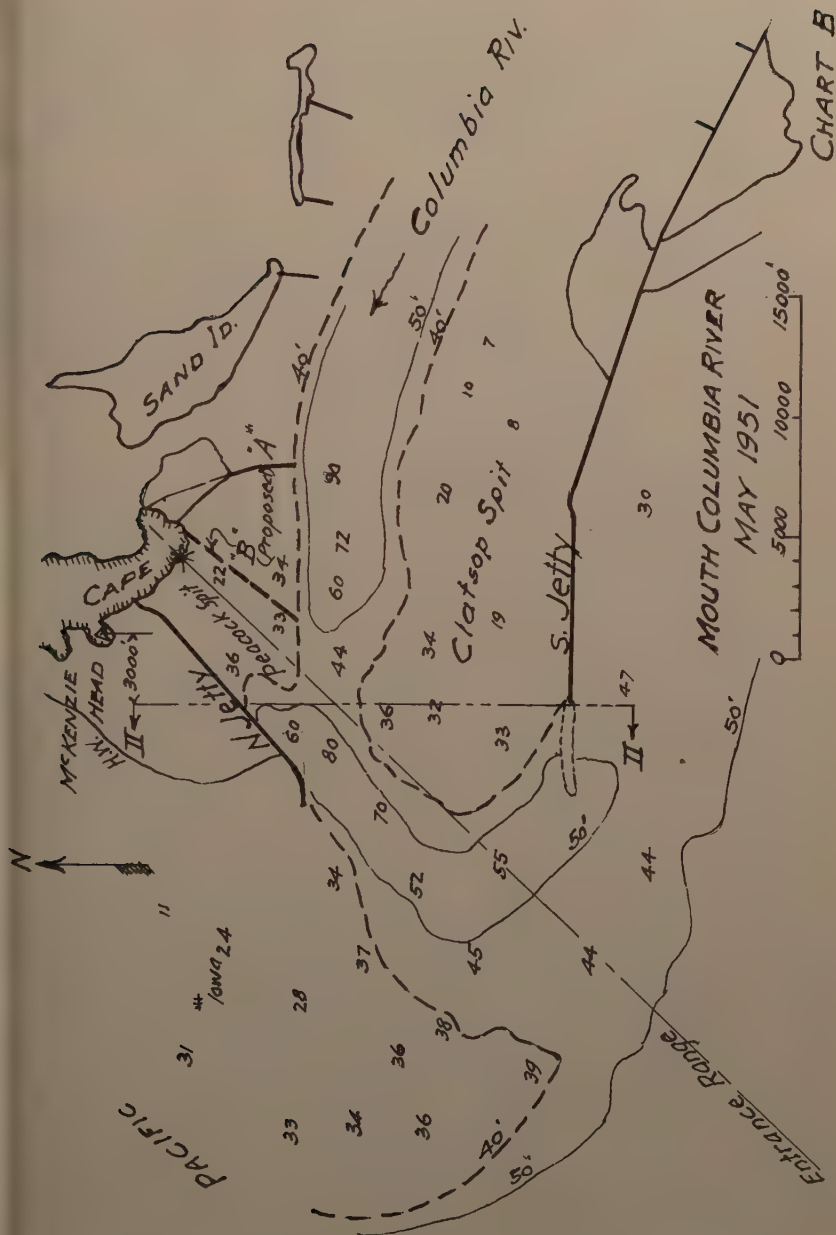 N
PACIFIC
11
Iowa 24
31
28
33
34
36
36
38
39
37
34
45
52
44
44
55
70
80
60
40'
50'
50'
50'
Entrance Range
McKENZIE
HEAD
H.W.
3000'±
II
CAPE
N. Jetty
36
Peacock Spit
22
"B"
(Proposed "A"
33
34
SAND ID.
40'
Columbia Riv.
50'
40'
44
60
72
90
36
32
33
34
19
20
10
8
7
Clatsop Spit
S. Jetty
II
47
30
MOUTH COLUMBIA RIVER
MAY 1951
0 5000 10000 15000'
CHART B